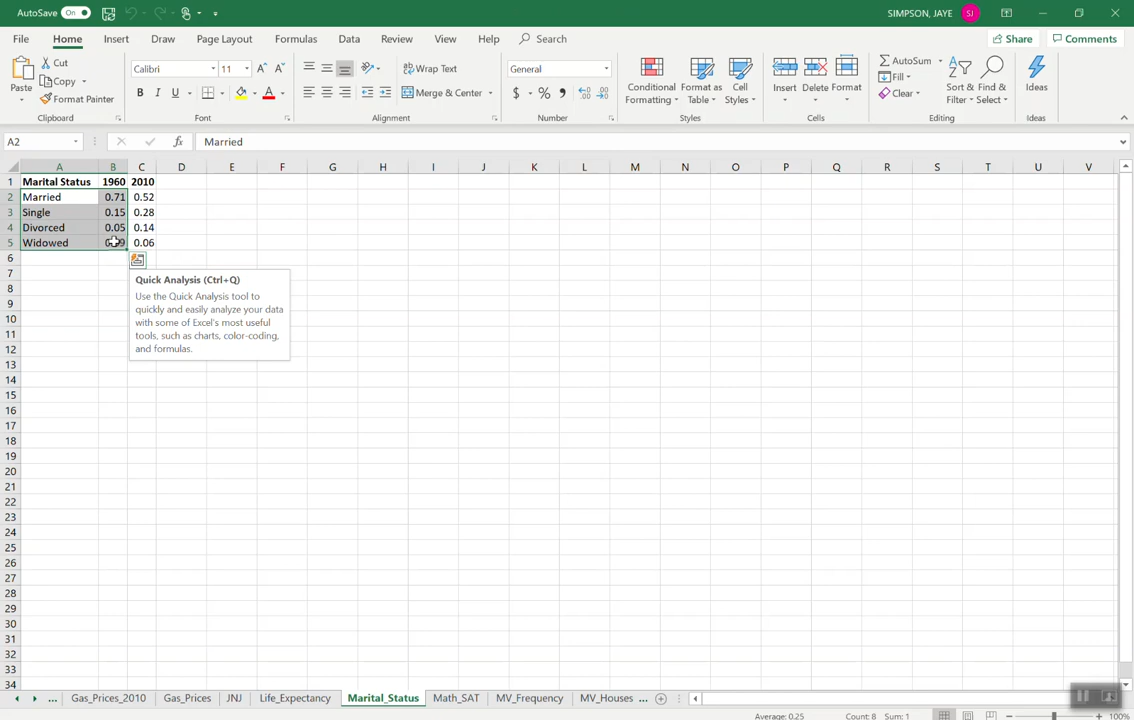 AutoSave On SIMPSON, JAYE SJ
File Home Insert Draw Page Layout Formulas Data Review View Help Search Share Comments
Paste
Cut
Copy
Format Painter
Clipboard
Calibri 11
B I U
Font
Wrap Text
Merge & Center
Alignment
General
$ % ,
Number
Conditional Formatting
Format as Table
Cell Styles
Styles
Insert Delete Format
Cells
AutoSum
Fill
Clear
Sort & Filter
Find & Select
Editing
Ideas
Ideas
A2 fx Married
A B C D E F G H I J K L M N O P Q R S T U V
1 Marital Status 1960 2010
2 Married 0.71 0.52
3 Single 0.15 0.28
4 Divorced 0.05 0.14
5 Widowed 0.06
6
7
8
9
10
11
12
13
14
15
16
17
18
19
20
21
22
23
24
25
26
27
28
29
30
31
32
33
34
Quick Analysis (Ctrl+Q)
Use the Quick Analysis tool to
quickly and easily analyze your data
with some of Excel's most useful
tools, such as charts, color-coding,
and formulas.
... Gas_Prices_2010 Gas_Prices JNJ Life_Expectancy Marital_Status Math_SAT MV_Frequency MV_Houses ...
Average: 0.25 Count: 8 Sum: 1 100%